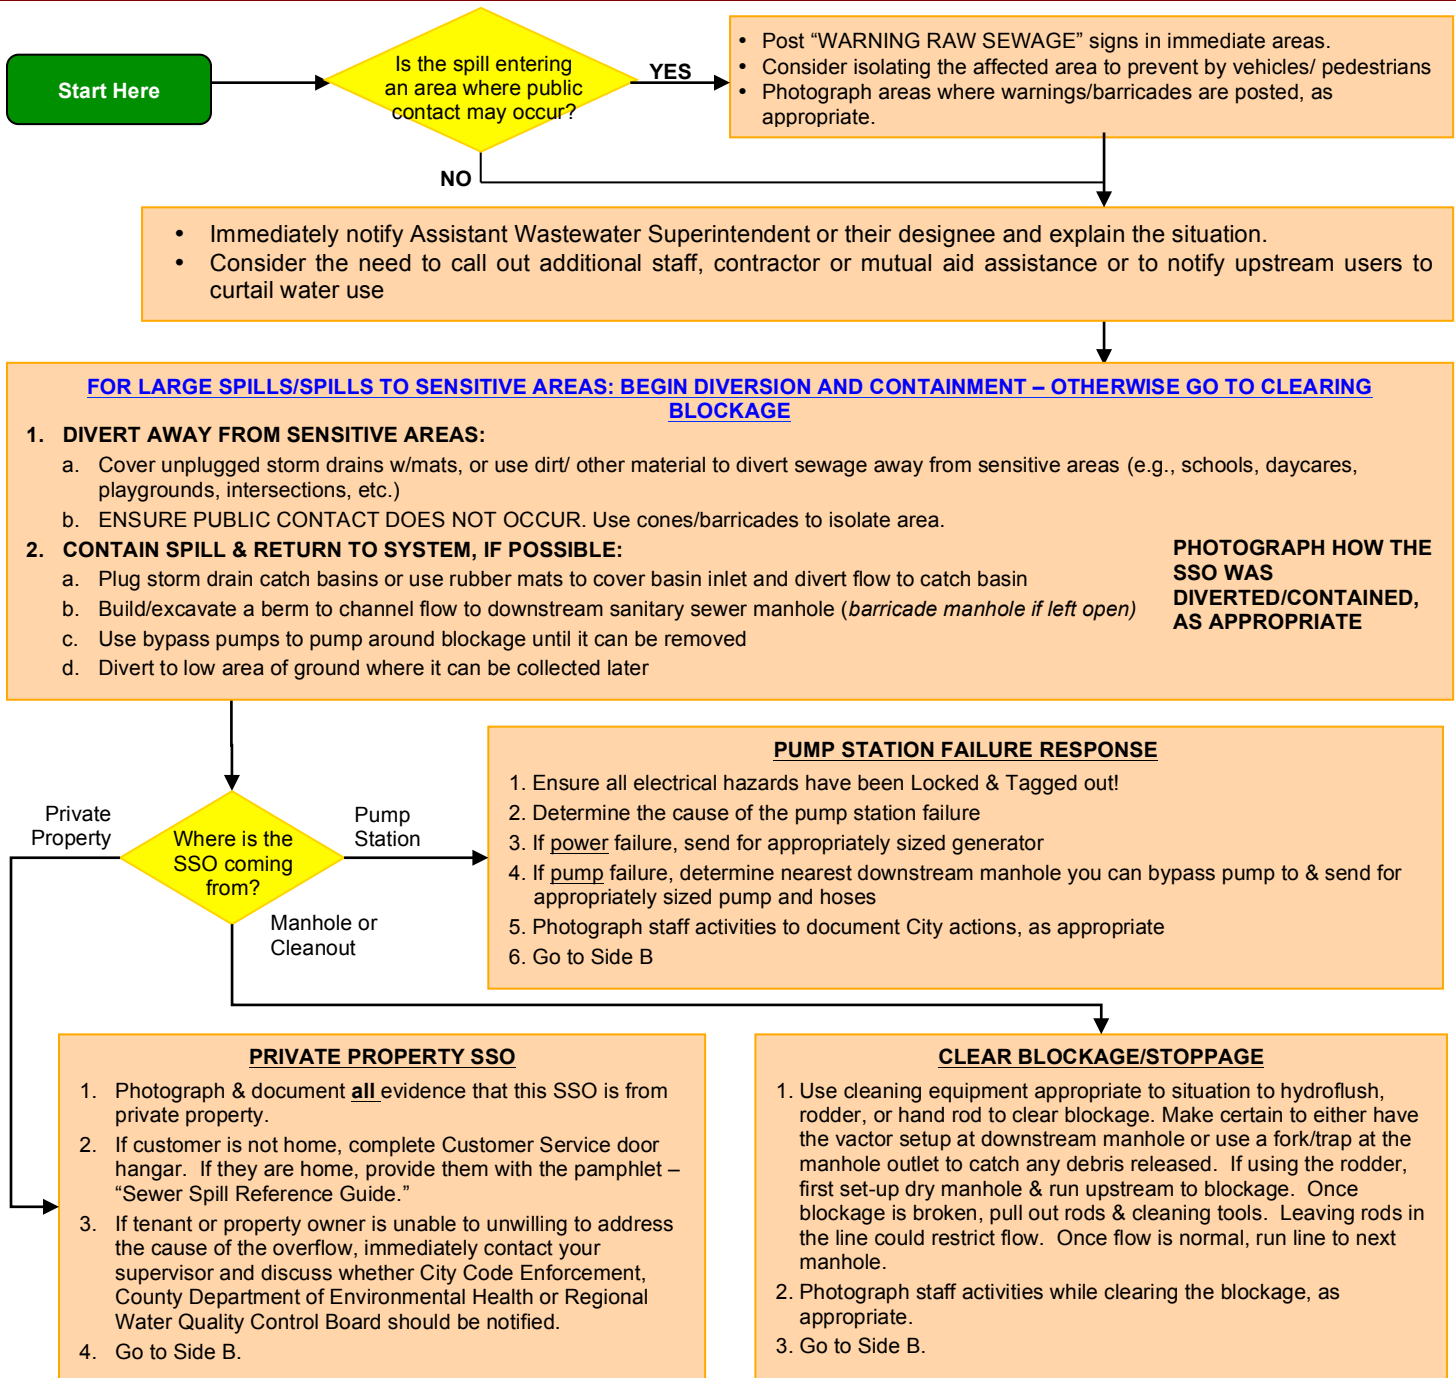 Start Here
Is the spill entering
an area where public
contact may occur?
YES
NO
• Post “WARNING RAW SEWAGE” signs in immediate areas.
• Consider isolating the affected area to prevent by vehicles/ pedestrians
• Photograph areas where warnings/barricades are posted, as
appropriate.
• Immediately notify Assistant Wastewater Superintendent or their designee and explain the situation.
• Consider the need to call out additional staff, contractor or mutual aid assistance or to notify upstream users to
curtail water use
FOR LARGE SPILLS/SPILLS TO SENSITIVE AREAS: BEGIN DIVERSION AND CONTAINMENT – OTHERWISE GO TO CLEARING
BLOCKAGE
1. DIVERT AWAY FROM SENSITIVE AREAS:
a. Cover unplugged storm drains w/mats, or use dirt/ other material to divert sewage away from sensitive areas (e.g., schools, daycares,
playgrounds, intersections, etc.)
b. ENSURE PUBLIC CONTACT DOES NOT OCCUR. Use cones/barricades to isolate area.
2. CONTAIN SPILL & RETURN TO SYSTEM, IF POSSIBLE:
a. Plug storm drain catch basins or use rubber mats to cover basin inlet and divert flow to catch basin
b. Build/excavate a berm to channel flow to downstream sanitary sewer manhole (barricade manhole if left open)
c. Use bypass pumps to pump around blockage until it can be removed
d. Divert to low area of ground where it can be collected later
PHOTOGRAPH HOW THE
SSO WAS
DIVERTED/CONTAINED,
AS APPROPRIATE
Where is the
SSO coming
from?
Private
Property
Pump
Station
Manhole or
Cleanout
PUMP STATION FAILURE RESPONSE
1. Ensure all electrical hazards have been Locked & Tagged out!
2. Determine the cause of the pump station failure
3. If power failure, send for appropriately sized generator
4. If pump failure, determine nearest downstream manhole you can bypass pump to & send for
appropriately sized pump and hoses
5. Photograph staff activities to document City actions, as appropriate
6. Go to Side B
PRIVATE PROPERTY SSO
1. Photograph & document all evidence that this SSO is from
private property.
2. If customer is not home, complete Customer Service door
hangar. If they are home, provide them with the pamphlet –
“Sewer Spill Reference Guide.”
3. If tenant or property owner is unable to unwilling to address
the cause of the overflow, immediately contact your
supervisor and discuss whether City Code Enforcement,
County Department of Environmental Health or Regional
Water Quality Control Board should be notified.
4. Go to Side B.
CLEAR BLOCKAGE/STOPPAGE
1. Use cleaning equipment appropriate to situation to hydroflush,
rodder, or hand rod to clear blockage. Make certain to either have
the vactor setup at downstream manhole or use a fork/trap at the
manhole outlet to catch any debris released. If using the rodder,
first set-up dry manhole & run upstream to blockage. Once
blockage is broken, pull out rods & cleaning tools. Leaving rods in
the line could restrict flow. Once flow is normal, run line to next
manhole.
2. Photograph staff activities while clearing the blockage, as
appropriate.
3. Go to Side B.